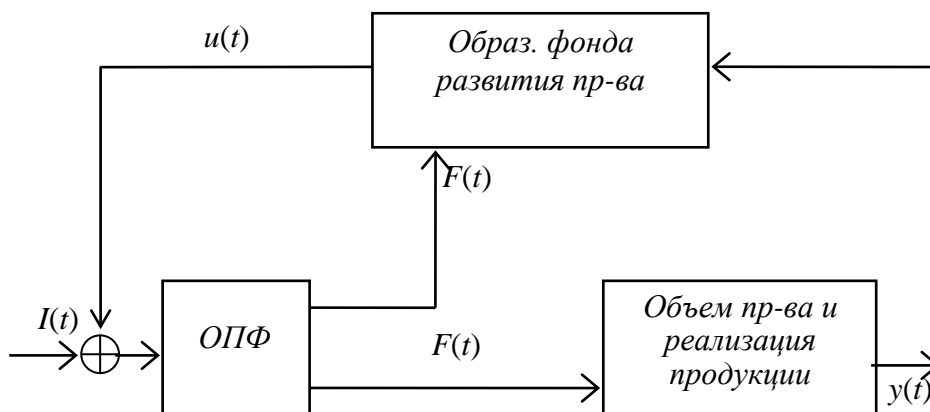 u(t)
Образ. фонда
развития пр-ва
F(t)
I(t)
ОПФ
F(t)
Объем пр-ва и
реализация
продукции
y(t)